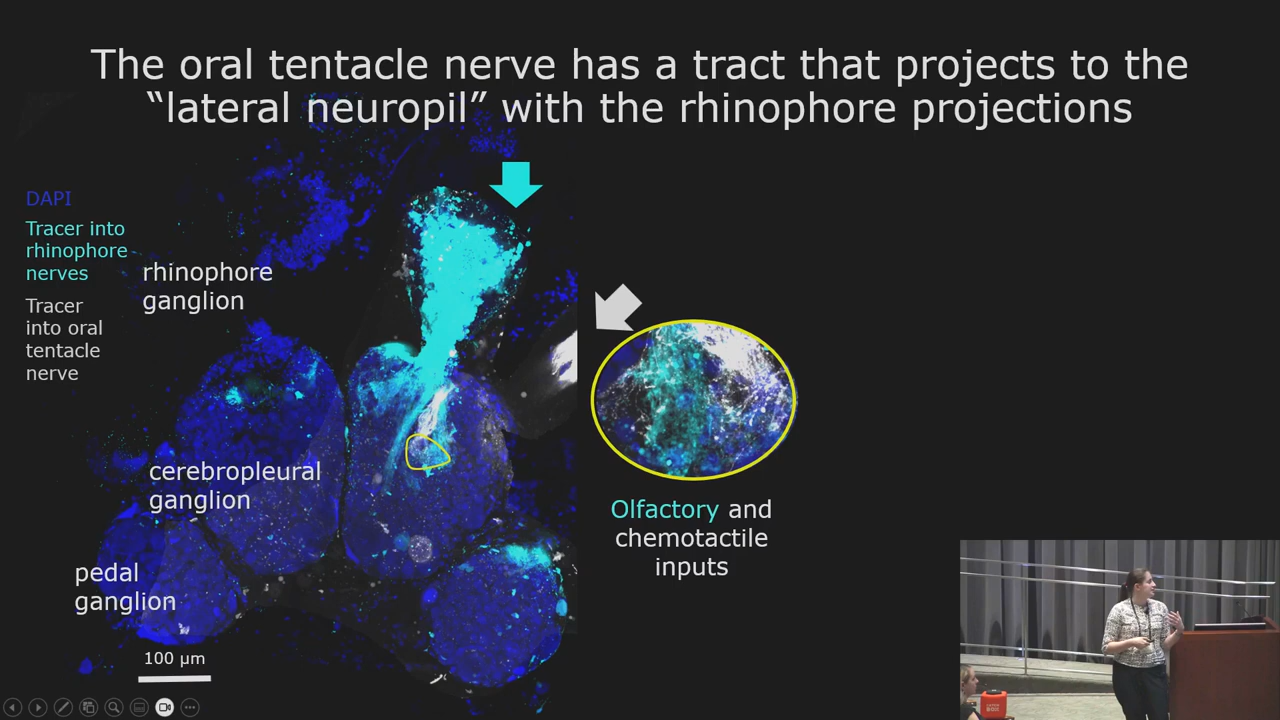 The oral tentacle nerve has a tract that projects to the
“lateral neuropil” with the rhinophore projections
DAPI
Tracer into
rhinophore
nerves
Tracer
into oral
tentacle
nerve
rhinophore
ganglion
cerebropleural
ganglion
pedal
ganglion
100 µm
Olfactory and
chemotactile
inputs